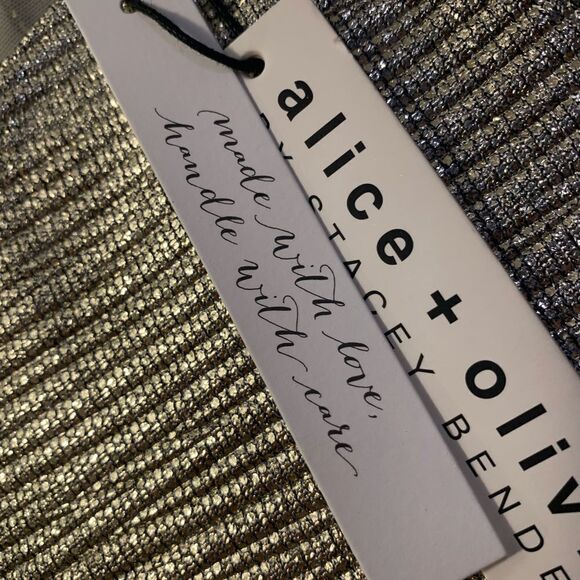 made with love,
handle with care
alice + oliv
BY STACEY BENDE